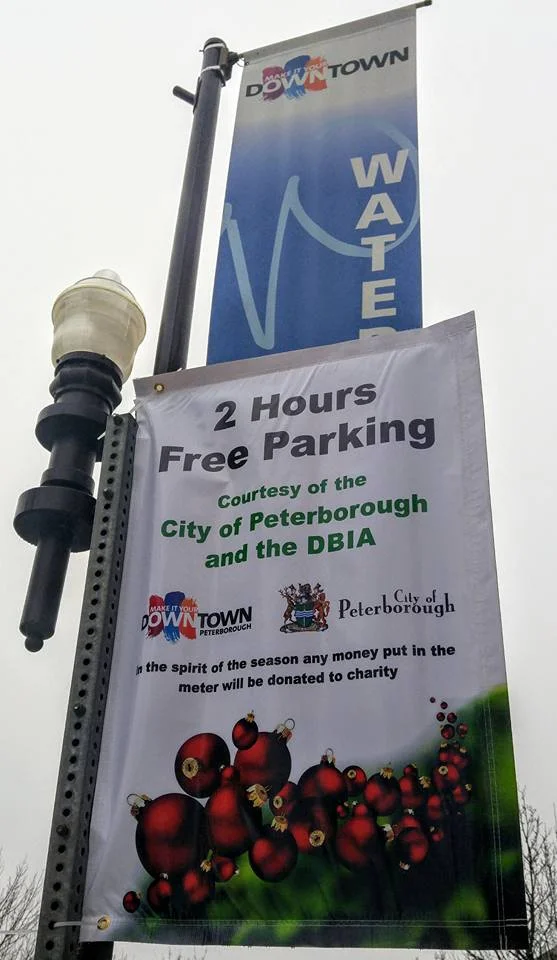 MAKE IT YOUR
DOWNTOWN
WATER
2 Hours
Free Parking
Courtesy of the
City of Peterborough
and the DBIA
MAKE IT YOUR
DOWNTOWN
PETERBOROUGH
City of
Peterborough
In the spirit of the season any money put in the
meter will be donated to charity